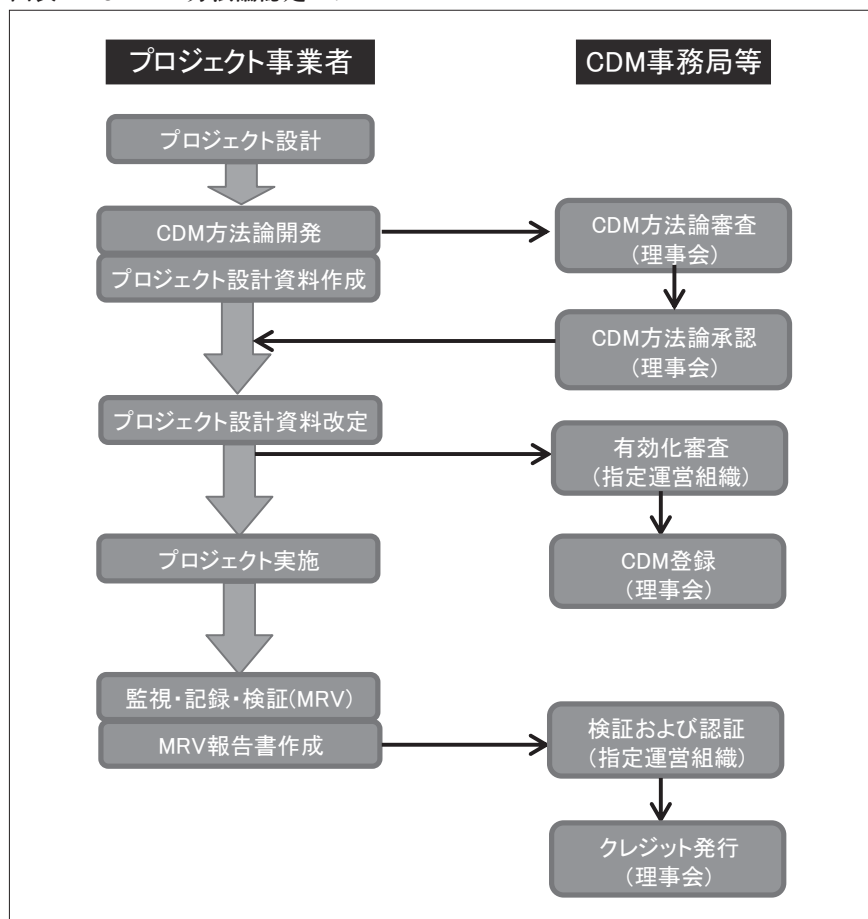 プロジェクト事業者
CDM事務局等
プロジェクト設計
CDM方法論開発
プロジェクト設計資料作成
CDM方法論審査
(理事会)
CDM方法論承認
(理事会)
プロジェクト設計資料改定
有効化審査
(指定運営組織)
プロジェクト実施
CDM登録
(理事会)
監視・記録・検証(MRV)
MRV報告書作成
検証および認証
(指定運営組織)
クレジット発行
(理事会)